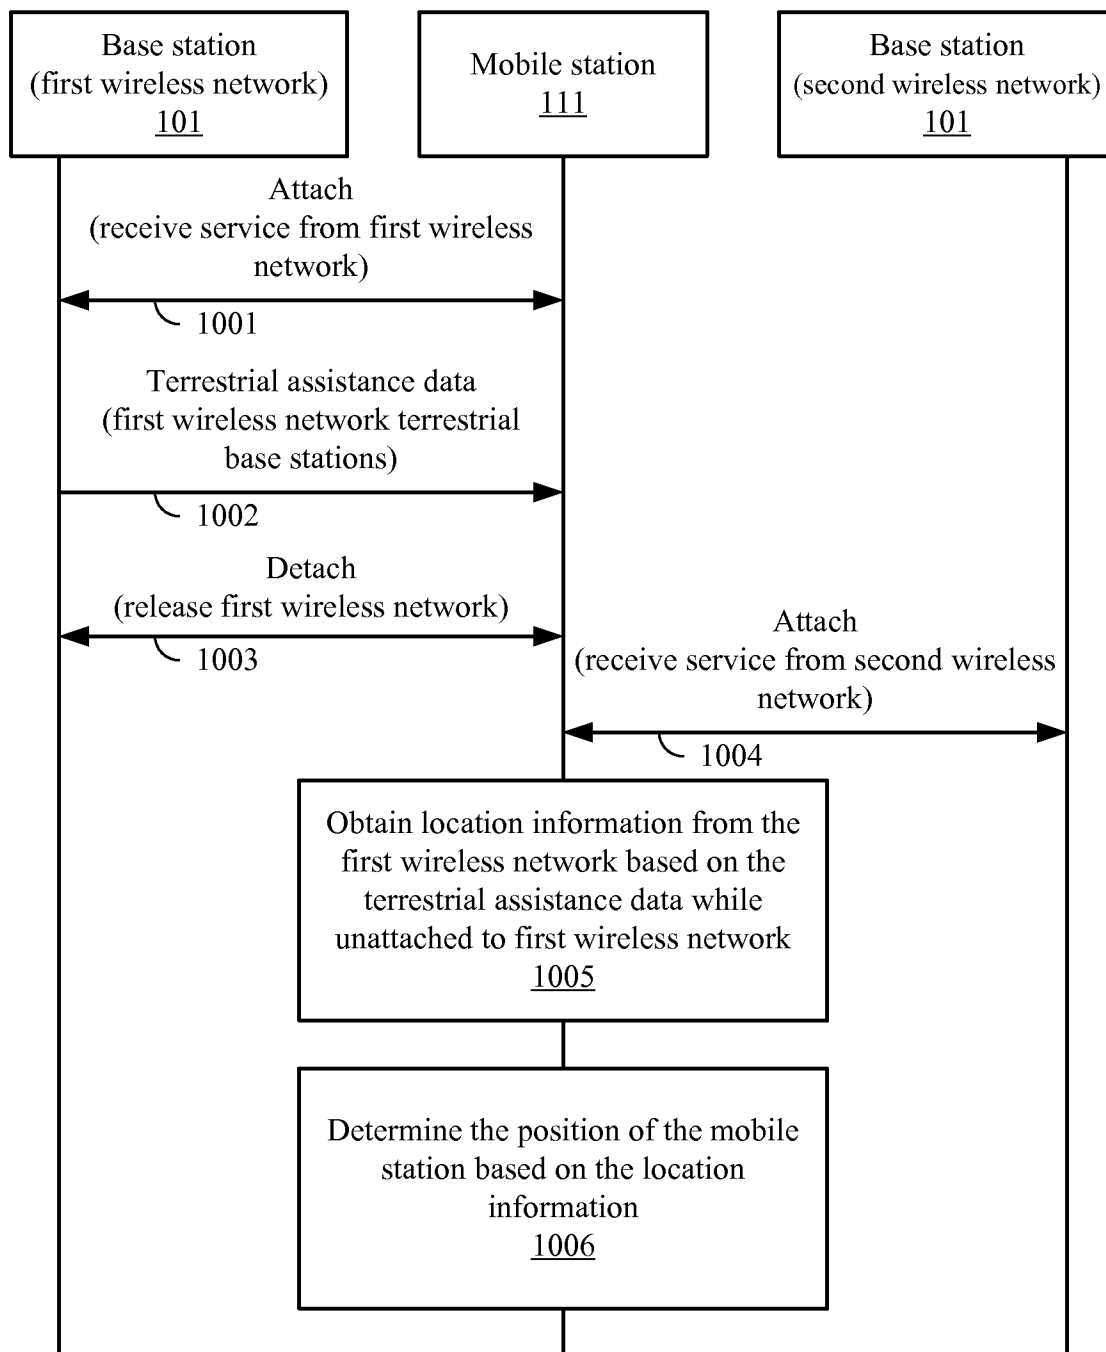 Base station
(first wireless network)
101
Mobile station
111
Base station
(second wireless network)
101
Attach
(receive service from first wireless
network)
1001
Terrestrial assistance data
(first wireless network terrestrial
base stations)
1002
Detach
(release first wireless network)
1003
Attach
(receive service from second wireless
network)
1004
Obtain location information from the
first wireless network based on the
terrestrial assistance data while
unattached to first wireless network
1005
Determine the position of the mobile
station based on the location
information
1006